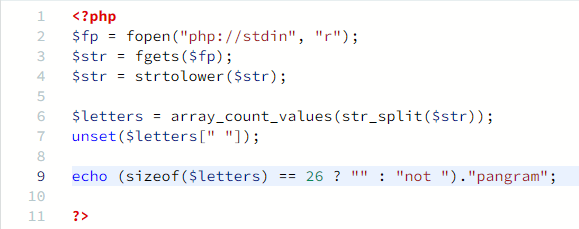 1 <?php
2 $fp = fopen("php://stdin", "r");
3 $str = fgets($fp);
4 $str = strtolower($str);
5
6 $letters = array_count_values(str_split($str));
7 unset($letters[" "]);
8
9 echo (sizeof($letters) == 26 ? "" : "not ")."pangram";
10
11 ?>